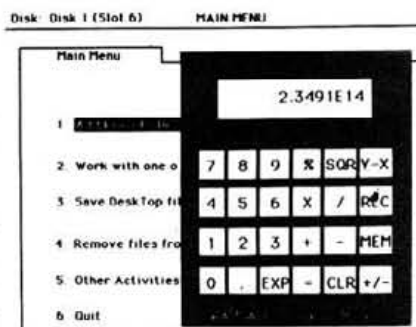 Disk: Disk 1 (Slot 6) MAIN MENU
Main Menu
2.3491E14
1.
2. Work with one o
3. Save DeskTop fil
4. Remove files fro
5. Other Activities
6. Quit
7 8 9 % SQR Y-X
4 5 6 X / REC
1 2 3 + - MEM
0 . EXP = CLR +/-